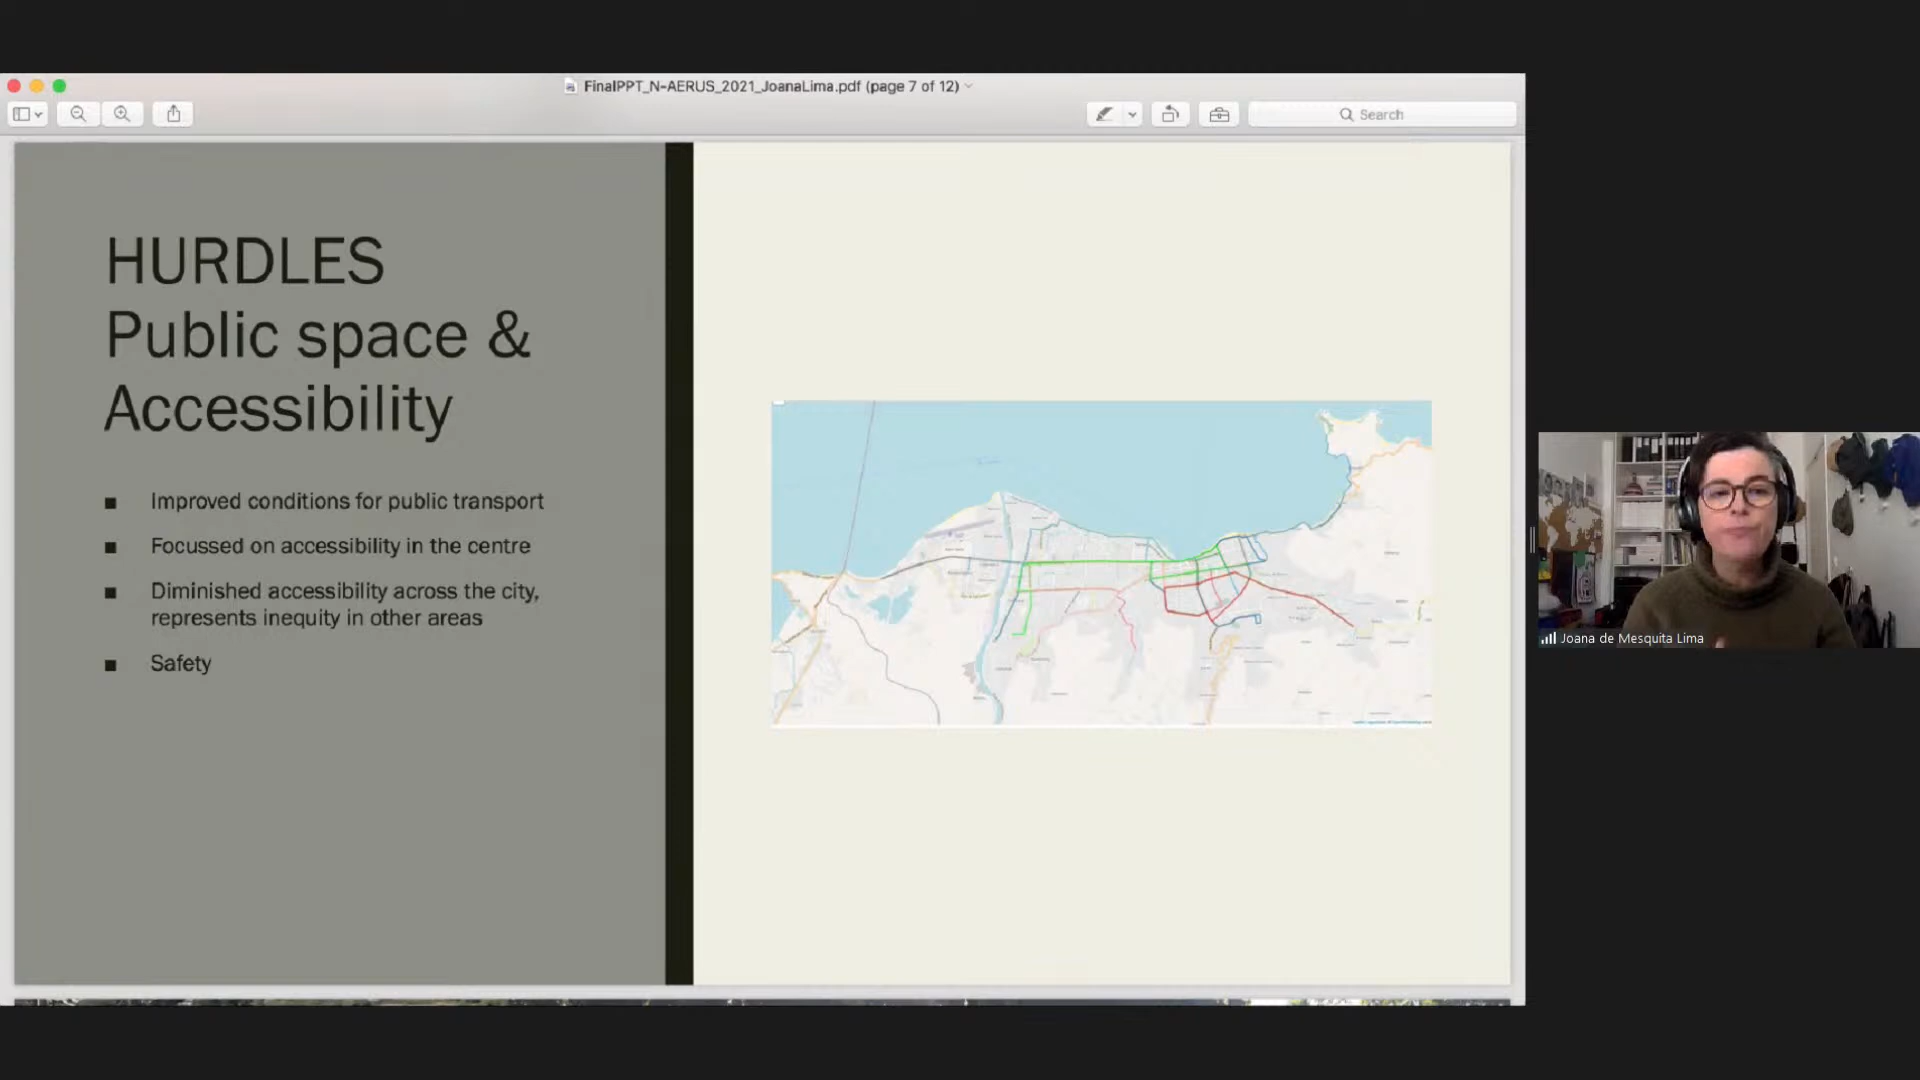 FinalPPT_N-AERUS_2021_JoanaLima.pdf (page 7 of 12)
Search
HURDLES
Public space &
Accessibility
■ Improved conditions for public transport
■ Focussed on accessibility in the centre
■ Diminished accessibility across the city,
represents inequity in other areas
■ Safety
Joana de Mesquita Lima